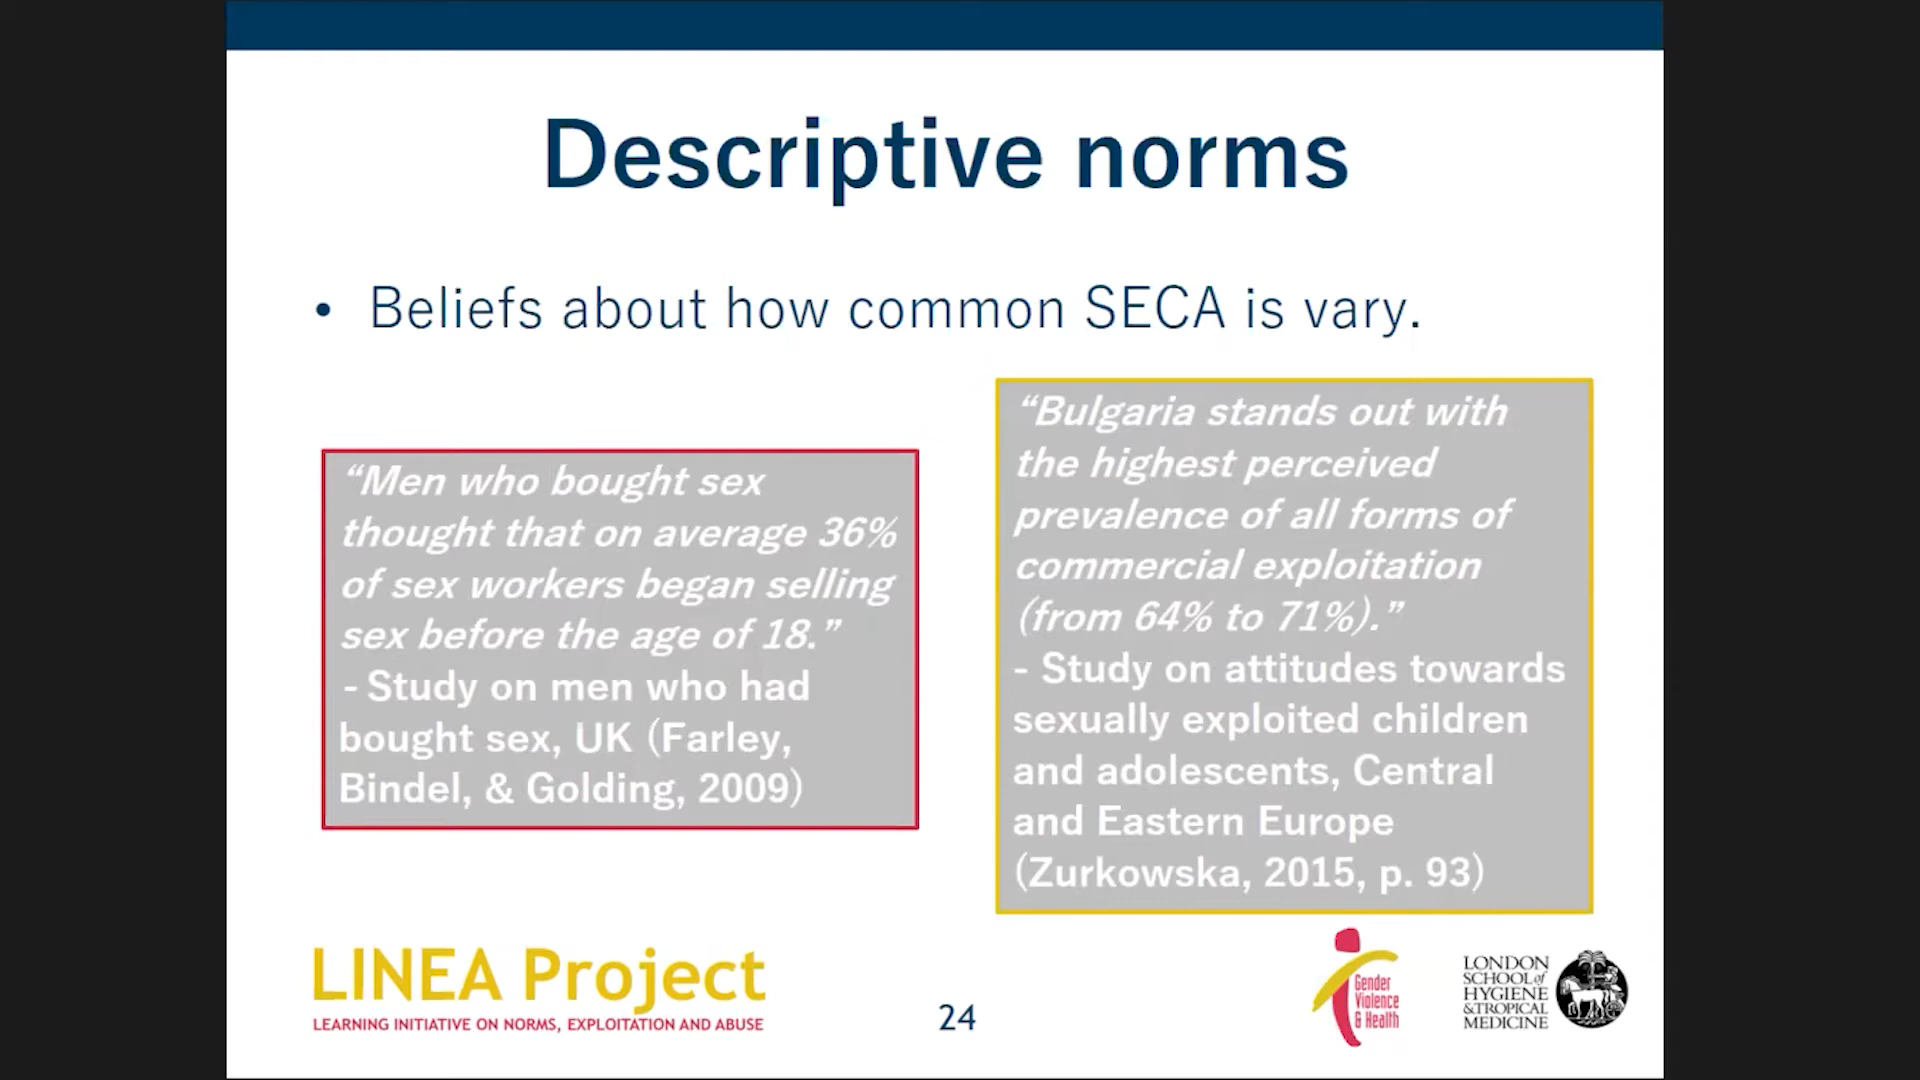 Descriptive norms
• Beliefs about how common SECA is vary.
“Men who bought sex
thought that on average 36%
of sex workers began selling
sex before the age of 18.”
- Study on men who had
bought sex, UK (Farley,
Bindel, & Golding, 2009)
“Bulgaria stands out with
the highest perceived
prevalence of all forms of
commercial exploitation
(from 64% to 71%).”
- Study on attitudes towards
sexually exploited children
and adolescents, Central
and Eastern Europe
(Zurkowska, 2015, p. 93)
LINEA Project
LEARNING INITIATIVE ON NORMS, EXPLOITATION AND ABUSE
24
Gender
Violence
& Health
LONDON
SCHOOL of
HYGIENE
& TROPICAL
MEDICINE